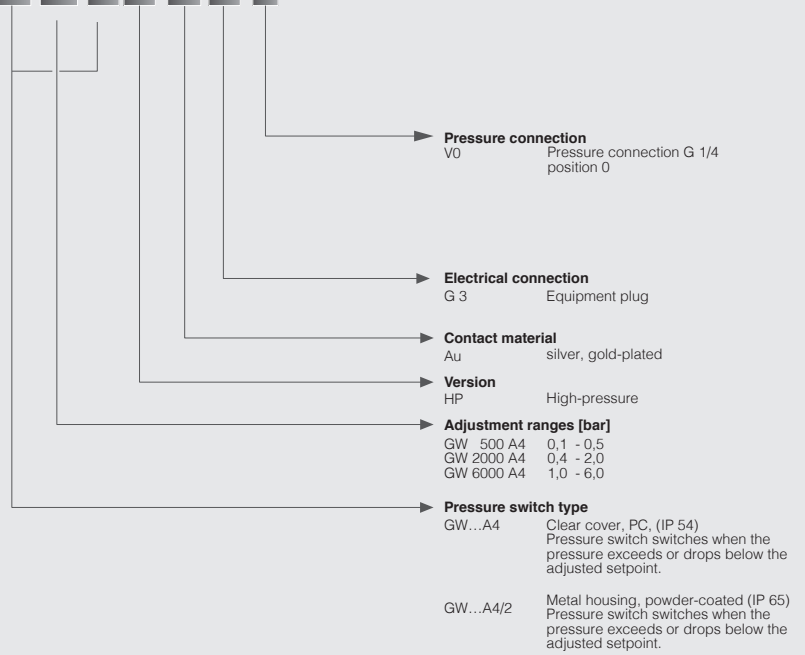 Pressure connection
V0 Pressure connection G 1/4
position 0
Electrical connection
G 3 Equipment plug
Contact material
Au silver, gold-plated
Version
HP High-pressure
Adjustment ranges [bar]
GW 500 A4 0,1 - 0,5
GW 2000 A4 0,4 - 2,0
GW 6000 A4 1,0 - 6,0
Pressure switch type
GW…A4 Clear cover, PC, (IP 54)
Pressure switch switches when the
pressure exceeds or drops below the
adjusted setpoint.
GW…A4/2 Metal housing, powder-coated (IP 65)
Pressure switch switches when the
pressure exceeds or drops below the
adjusted setpoint.